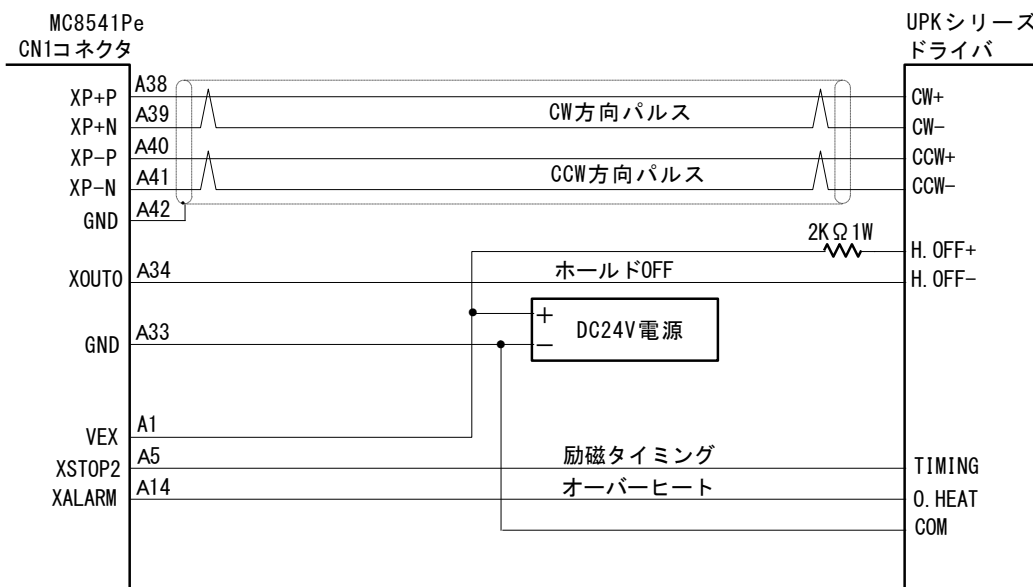 MC8541Pe
CN1コネクタ
UPKシリーズ
ドライバ
XP+P A38 CW+
XP+N A39 CW方向パルス CW-
XP-P A40 CCW+
XP-N A41 CCW方向パルス CCW-
GND A42
2KΩ1W H.OFF+
XOUT0 A34 ホールドOFF H.OFF-
+ DC24V電源
GND A33 -
VEX A1
XSTOP2 A5 励磁タイミング TIMING
XALARM A14 オーバーヒート O.HEAT
COM